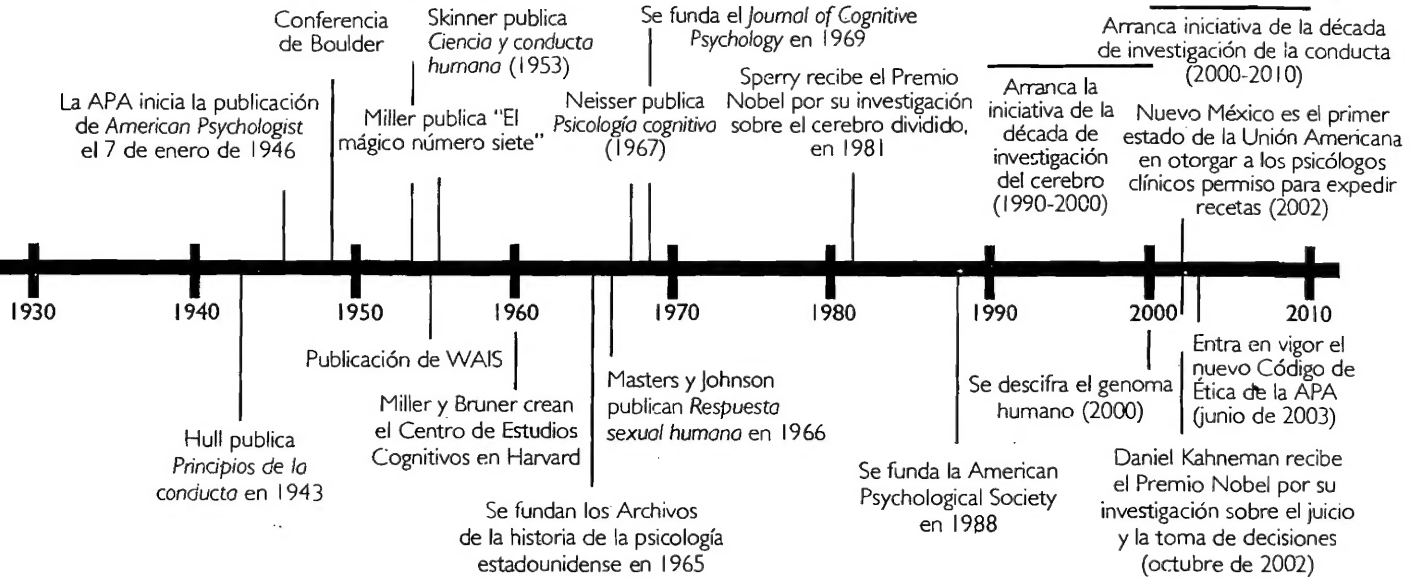 Conferencia
de Boulder
Skinner publica
Ciencia y conducta
humana (1953)
Se funda el Journal of Cognitive
Psychology en 1969
Arranca iniciativa de la década
de investigación de la conducta
(2000-2010)
La APA inicia la publicación
de American Psychologist
el 7 de enero de 1946
Miller publica "El
mágico número siete"
Neisser publica
Psicología cognitiva
(1967)
Sperry recibe el Premio
Nobel por su investigación
sobre el cerebro dividido,
en 1981
Arranca la
iniciativa de la
década de
investigación
del cerebro
(1990-2000)
Nuevo México es el primer
estado de la Unión Americana
en otorgar a los psicólogos
clínicos permiso para expedir
recetas (2002)
1930 1940 1950 1960 1970 1980 1990 2000 2010
Hull publica
Principios de la
conducta en 1943
Publicación de WAIS
Miller y Bruner crean
el Centro de Estudios
Cognitivos en Harvard
Se fundan los Archivos
de la historia de la psicología
estadounidense en 1965
Masters y Johnson
publican Respuesta
sexual humana en 1966
Se funda la American
Psychological Society
en 1988
Se descifra el genoma
humano (2000)
Entra en vigor el
nuevo Código de
Ética de la APA
(junio de 2003)
Daniel Kahneman recibe
el Premio Nobel por su
investigación sobre el juicio
y la toma de decisiones
(octubre de 2002)